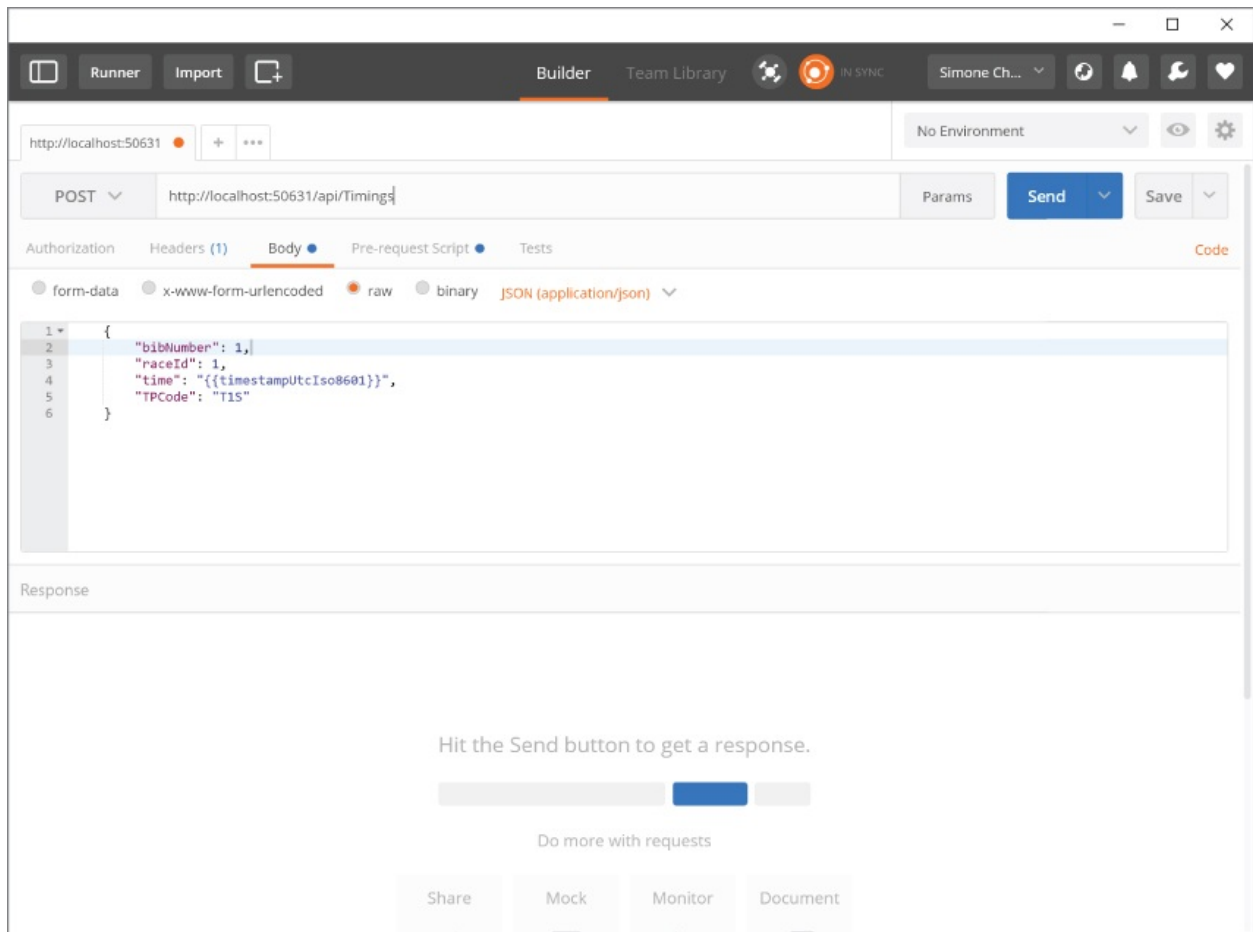 Runner Import Builder Team Library IN SYNC Simone Ch...
http://localhost:50631 + ••• No Environment
POST http://localhost:50631/api/Timings Params Send Save
Authorization Headers (1) Body Pre-request Script Tests Code
form-data x-www-form-urlencoded raw binary JSON (application/json)
1 {
2 "bibNumber": 1,
3 "raceId": 1,
4 "time": "{{timestampUtcIso8601}}",
5 "TPCode": "T1S"
6 }
Response
Hit the Send button to get a response.
Do more with requests
Share Mock Monitor Document